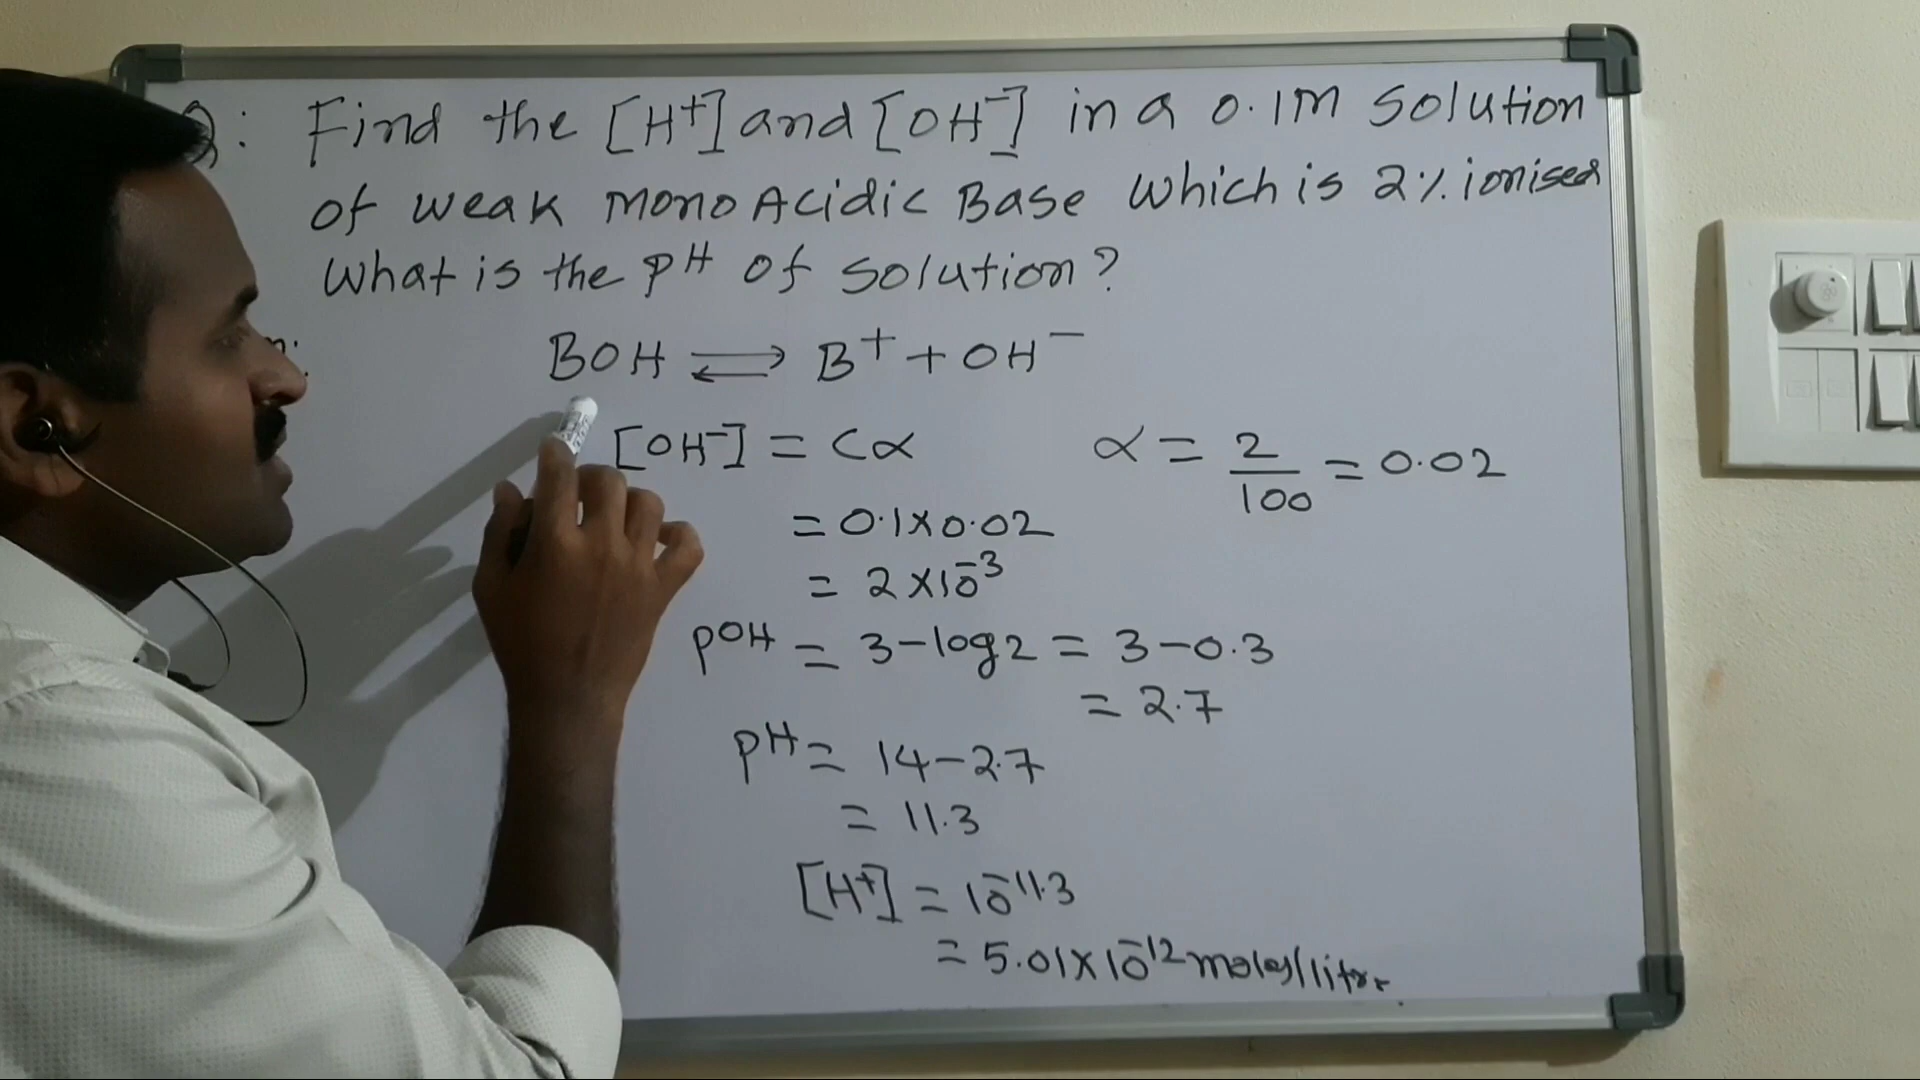 Q: Find the [H⁺] and [OH⁻] in a 0.1M solution
of weak mono Acidic Base which is 2% ionised
What is the pH of solution?
BOH ⇌ B⁺ + OH⁻
[OH⁻] = Cα α = 2/100 = 0.02
= 0.1×0.02
= 2×10⁻³
pOH = 3-log2 = 3-0.3
= 2.7
pH = 14-2.7
= 11.3
[H⁺] = 10⁻¹¹·³
= 5.01×10⁻¹² moles/litre